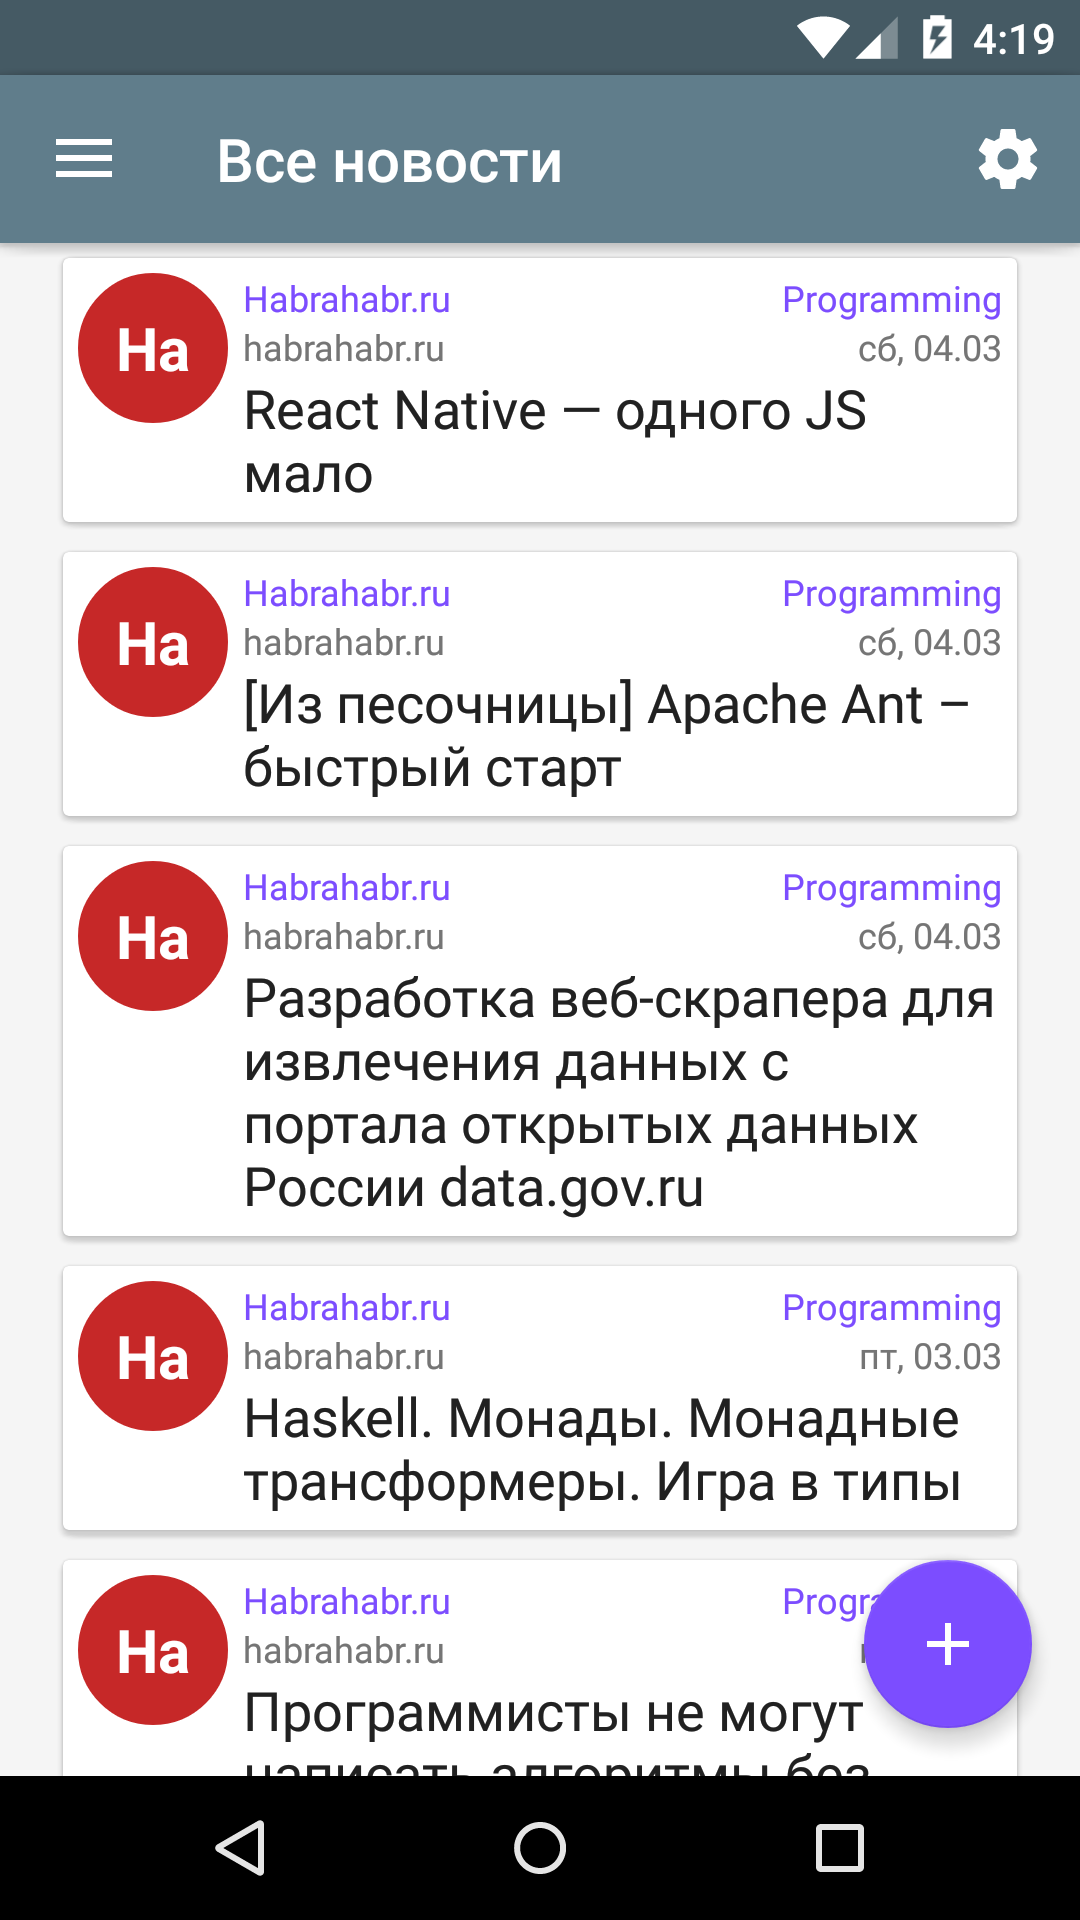 4:19
Все новости
Ha
Habrahabr.ru Programming
habrahabr.ru сб, 04.03
React Native — одного JS
мало
Ha
Habrahabr.ru Programming
habrahabr.ru сб, 04.03
[Из песочницы] Apache Ant –
быстрый старт
Ha
Habrahabr.ru Programming
habrahabr.ru сб, 04.03
Разработка веб-скрапера для
извлечения данных с
портала открытых данных
России data.gov.ru
Ha
Habrahabr.ru Programming
habrahabr.ru пт, 03.03
Haskell. Монады. Монадные
трансформеры. Игра в типы
Ha
Habrahabr.ru Progra
habrahabr.ru
Программисты не могут
написать алгоритмы без